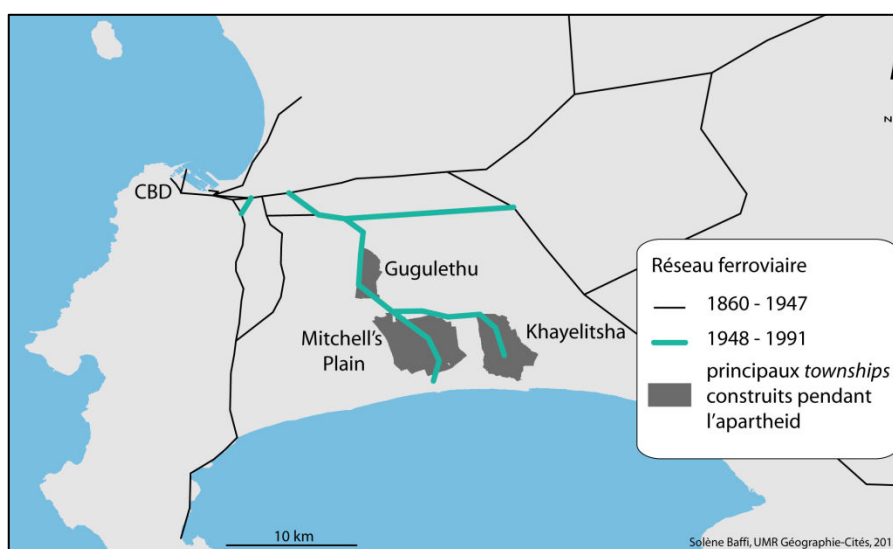 CBD
Gugulethu
Mitchell's
Plain
Khayelitsha
N
Réseau ferroviaire
1860 - 1947
1948 - 1991
principaux townships
construits pendant
l'apartheid
10 km
Solène Baffi, UMR Géographie-Cités, 201